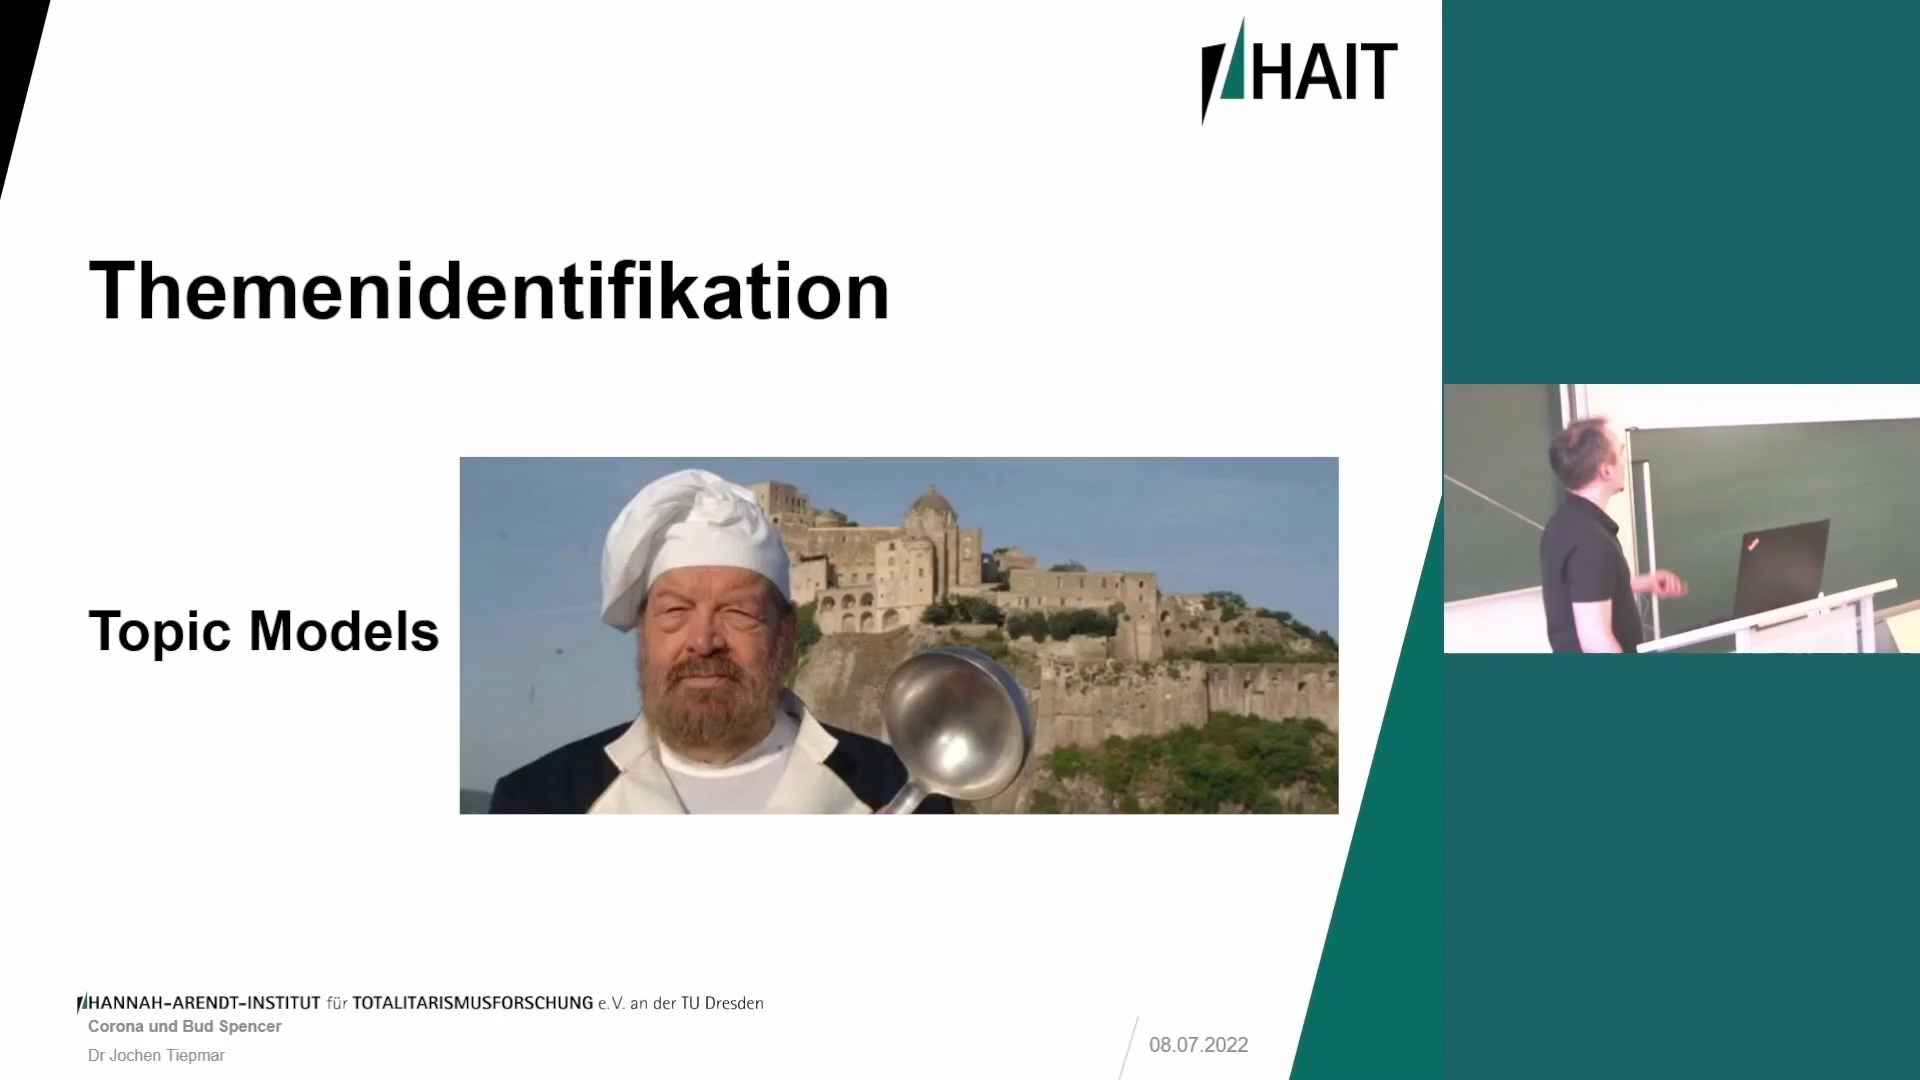 HAIT
Themenidentifikation
Topic Models
HANNAH-ARENDT-INSTITUT für TOTALITARISMUSFORSCHUNG e.V. an der TU Dresden
Corona und Bud Spencer
Dr Jochen Tiepmar
08.07.2022